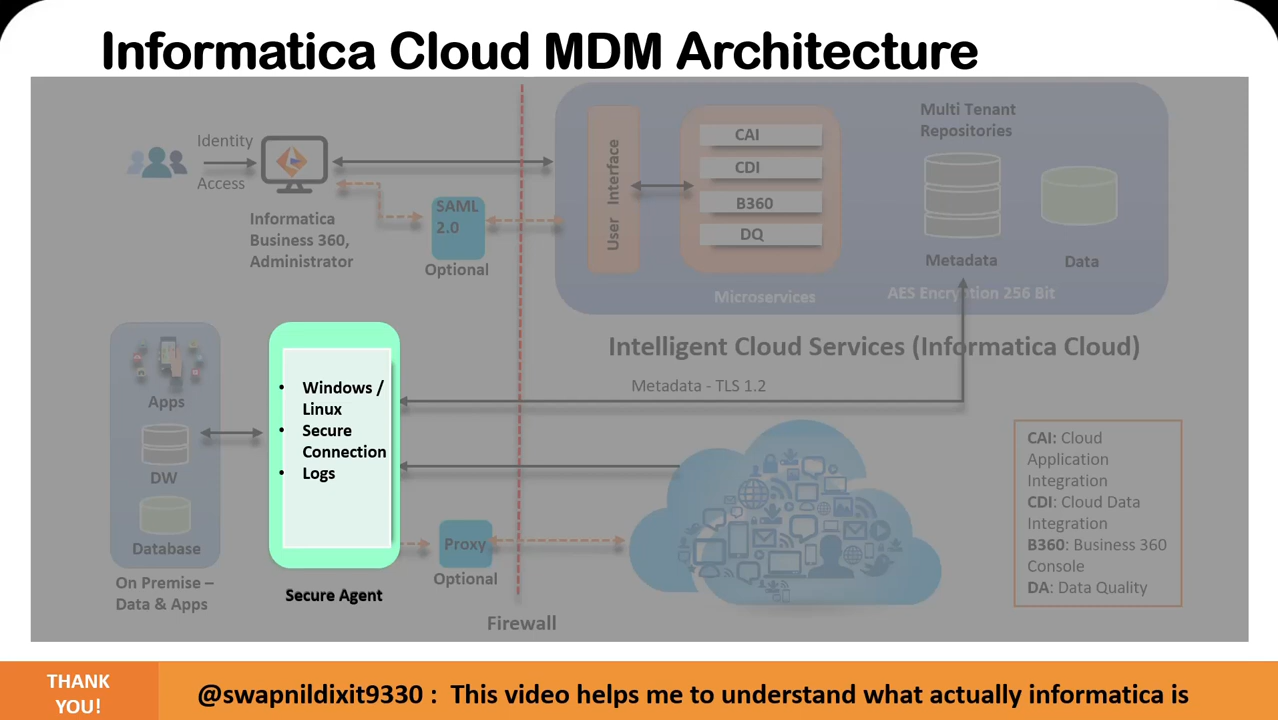 Informatica Cloud MDM Architecture
Identity
Access
Informatica
Business 360,
Administrator
SAML
2.0
Optional
User Interface
CAI
CDI
B360
DQ
Microservices
Multi Tenant
Repositories
Metadata
Data
AES Encryption 256 Bit
Intelligent Cloud Services (Informatica Cloud)
Metadata - TLS 1.2
Apps
DW
Database
On Premise –
Data & Apps
• Windows /
Linux
• Secure
Connection
• Logs
Secure Agent
Proxy
Optional
Firewall
CAI: Cloud
Application
Integration
CDI: Cloud Data
Integration
B360: Business 360
Console
DA: Data Quality
THANK
YOU!
@swapnildixit9330 : This video helps me to understand what actually informatica is